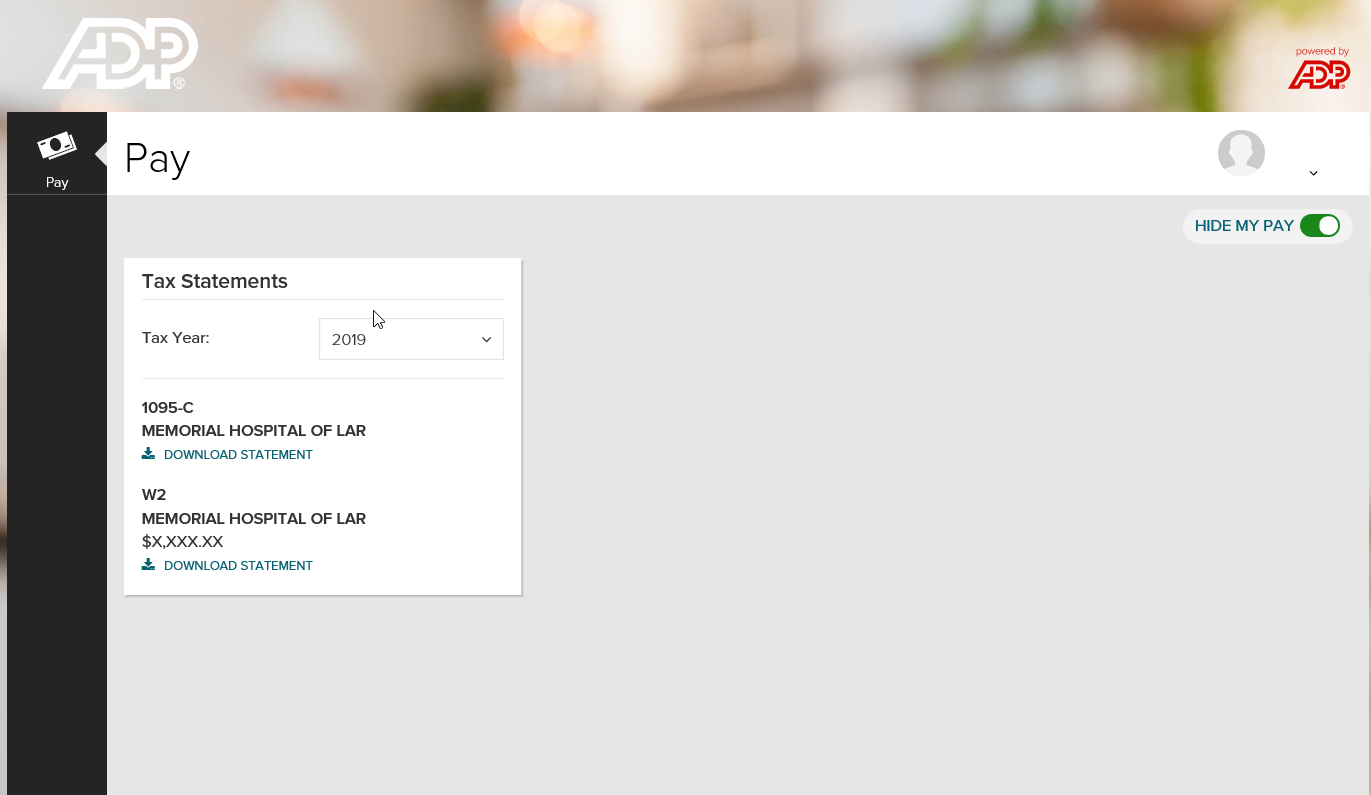 ADP®
powered by
ADP®
Pay
Pay
HIDE MY PAY
Tax Statements
Tax Year:
2019
1095-C
MEMORIAL HOSPITAL OF LAR
DOWNLOAD STATEMENT
W2
MEMORIAL HOSPITAL OF LAR
$X,XXX.XX
DOWNLOAD STATEMENT